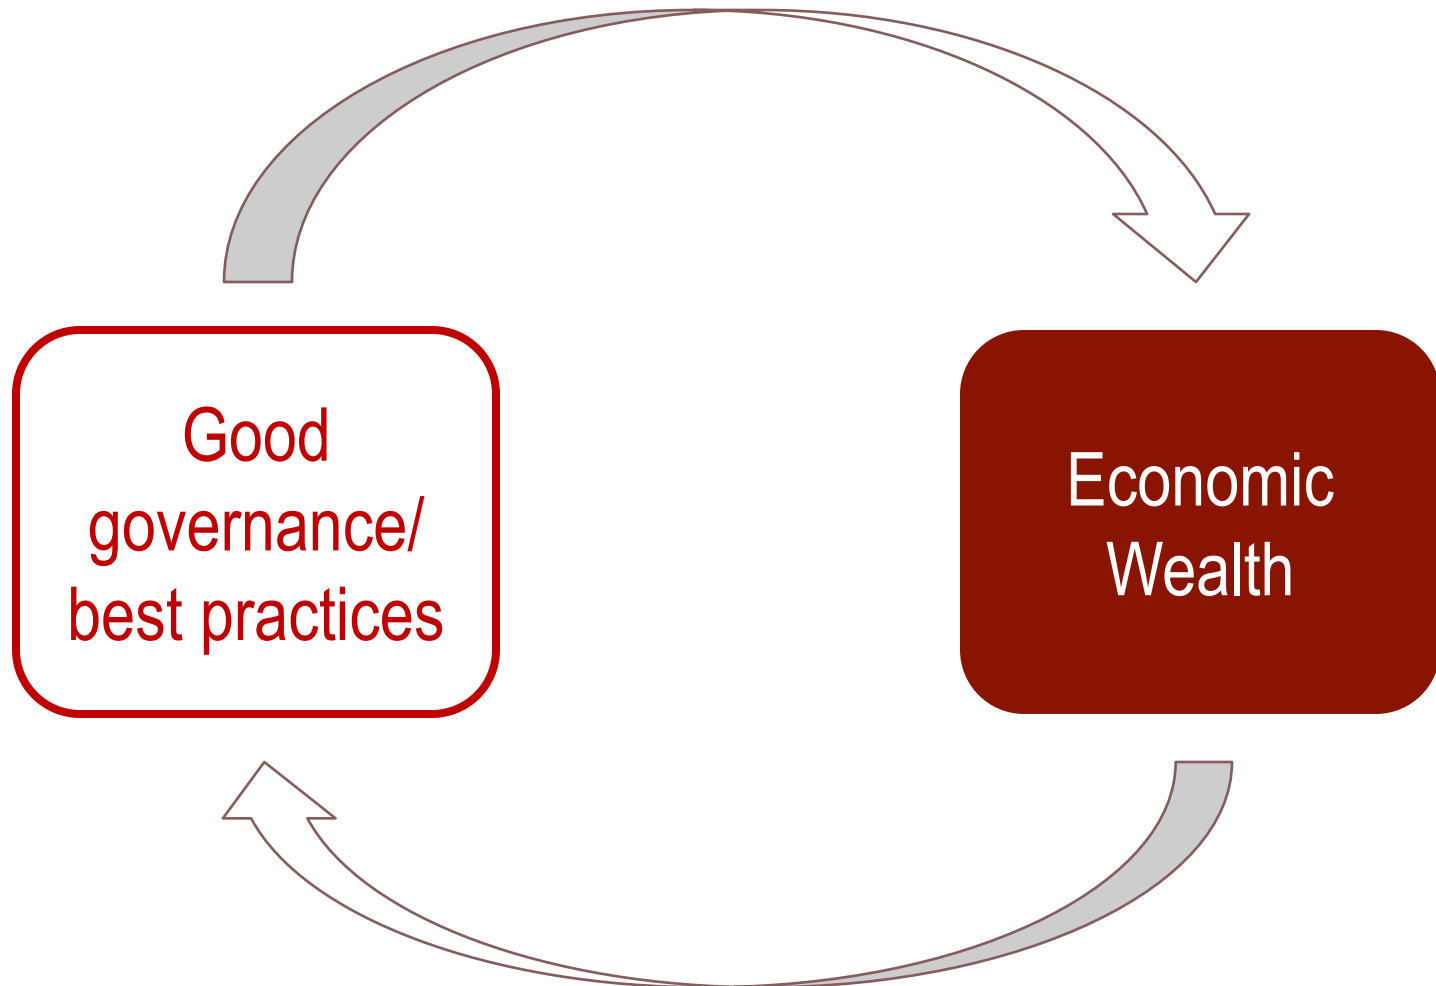 Good
governance/
best practices
Economic
Wealth